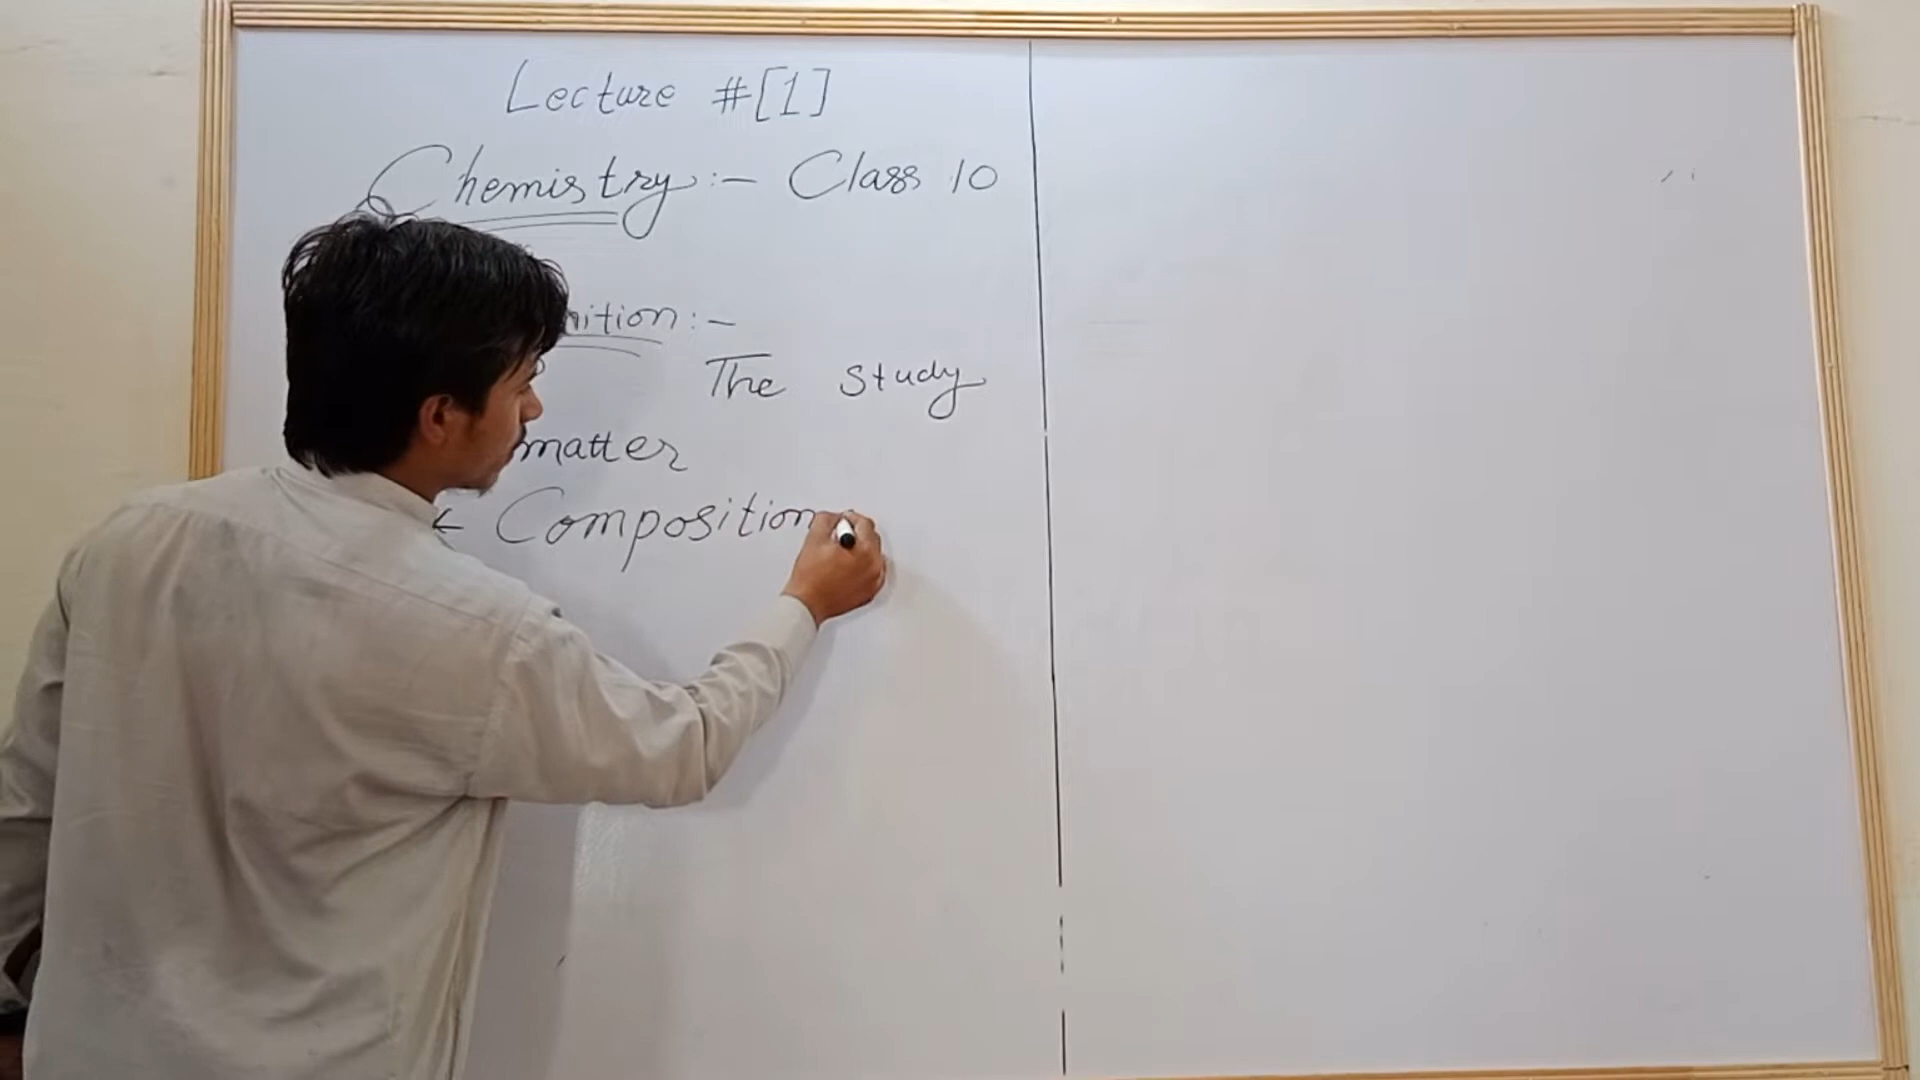 Lecture #[1]
Chemistry:- Class 10
nition:-
The study
matter
Composition